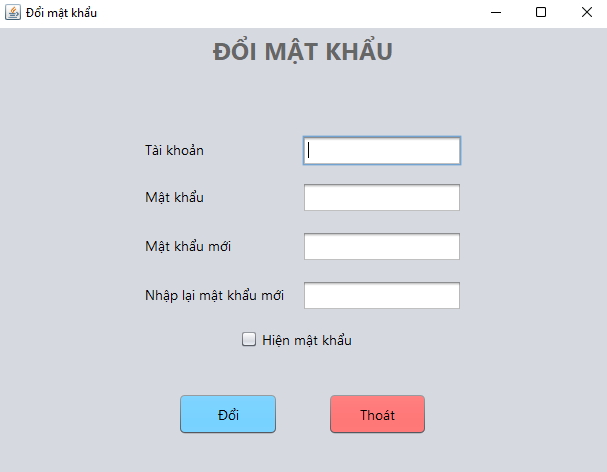 Đổi mật khẩu
ĐỔI MẬT KHẨU
Tài khoản
Mật khẩu
Mật khẩu mới
Nhập lại mật khẩu mới
Hiện mật khẩu
Đổi
Thoát